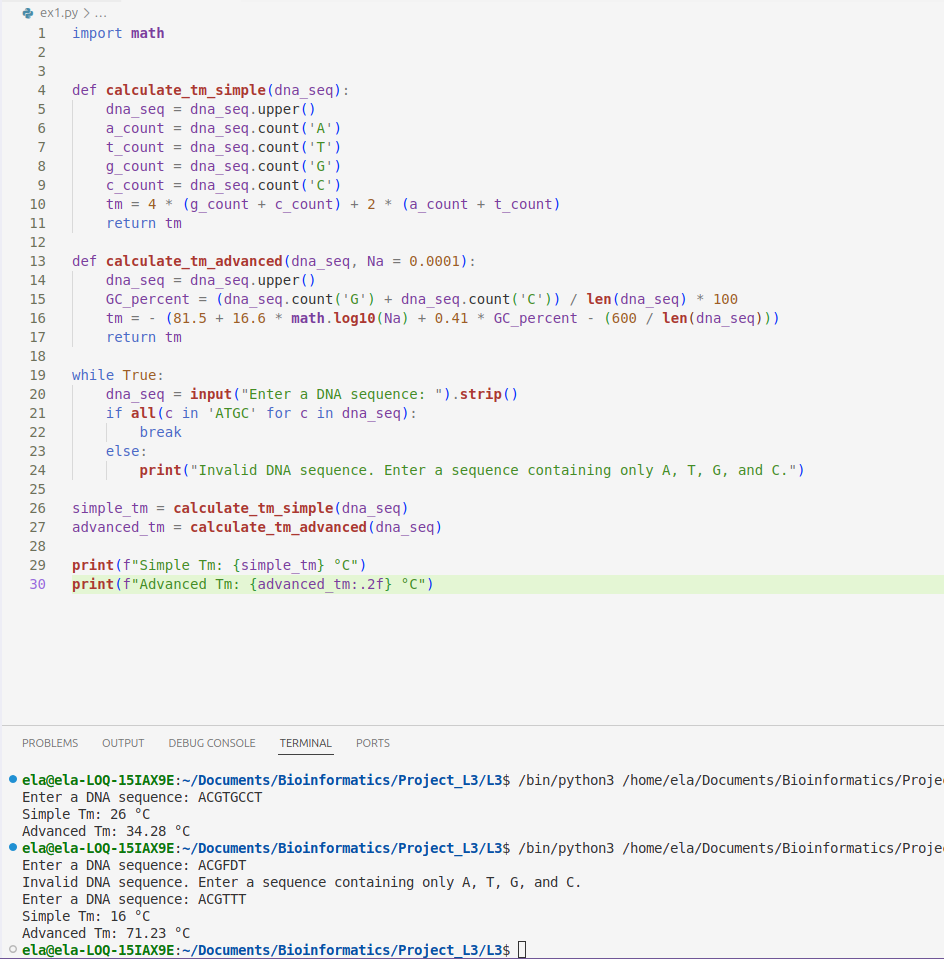 ex1.py > ...
1 import math
2
3
4 def calculate_tm_simple(dna_seq):
5     dna_seq = dna_seq.upper()
6     a_count = dna_seq.count('A')
7     t_count = dna_seq.count('T')
8     g_count = dna_seq.count('G')
9     c_count = dna_seq.count('C')
10     tm = 4 * (g_count + c_count) + 2 * (a_count + t_count)
11     return tm
12
13 def calculate_tm_advanced(dna_seq, Na = 0.0001):
14     dna_seq = dna_seq.upper()
15     GC_percent = (dna_seq.count('G') + dna_seq.count('C')) / len(dna_seq) * 100
16     tm = - (81.5 + 16.6 * math.log10(Na) + 0.41 * GC_percent - (600 / len(dna_seq)))
17     return tm
18
19 while True:
20     dna_seq = input("Enter a DNA sequence: ").strip()
21     if all(c in 'ATGC' for c in dna_seq):
22         break
23     else:
24         print("Invalid DNA sequence. Enter a sequence containing only A, T, G, and C.")
25
26 simple_tm = calculate_tm_simple(dna_seq)
27 advanced_tm = calculate_tm_advanced(dna_seq)
28
29 print(f"Simple Tm: {simple_tm} °C")
30 print(f"Advanced Tm: {advanced_tm:.2f} °C")
PROBLEMS OUTPUT DEBUG CONSOLE TERMINAL PORTS
ela@ela-LOQ-15IAX9E:~/Documents/Bioinformatics/Project_L3/L3$ /bin/python3 /home/ela/Documents/Bioinformatics/Proje
Enter a DNA sequence: ACGTGCCT
Simple Tm: 26 °C
Advanced Tm: 34.28 °C
ela@ela-LOQ-15IAX9E:~/Documents/Bioinformatics/Project_L3/L3$ /bin/python3 /home/ela/Documents/Bioinformatics/Proje
Enter a DNA sequence: ACGFDT
Invalid DNA sequence. Enter a sequence containing only A, T, G, and C.
Enter a DNA sequence: ACGTTT
Simple Tm: 16 °C
Advanced Tm: 71.23 °C
ela@ela-LOQ-15IAX9E:~/Documents/Bioinformatics/Project_L3/L3$